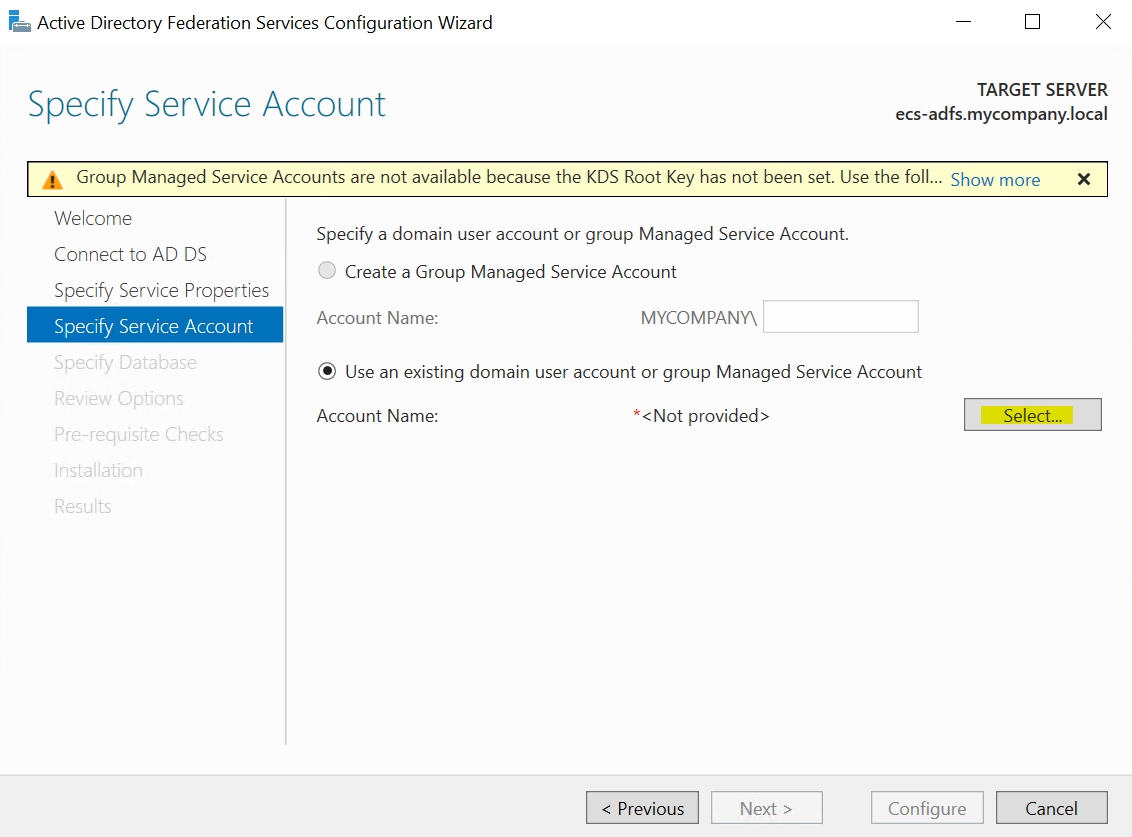 Active Directory Federation Services Configuration Wizard
Specify Service Account
TARGET SERVER
ecs-adfs.mycompany.local
Group Managed Service Accounts are not available because the KDS Root Key has not been set. Use the foll... Show more
Welcome
Connect to AD DS
Specify Service Properties
Specify Service Account
Specify Database
Review Options
Pre-requisite Checks
Installation
Results
Specify a domain user account or group Managed Service Account.
Create a Group Managed Service Account
Account Name: MYCOMPANY\
Use an existing domain user account or group Managed Service Account
Account Name: *<Not provided> Select...
< Previous Next > Configure Cancel